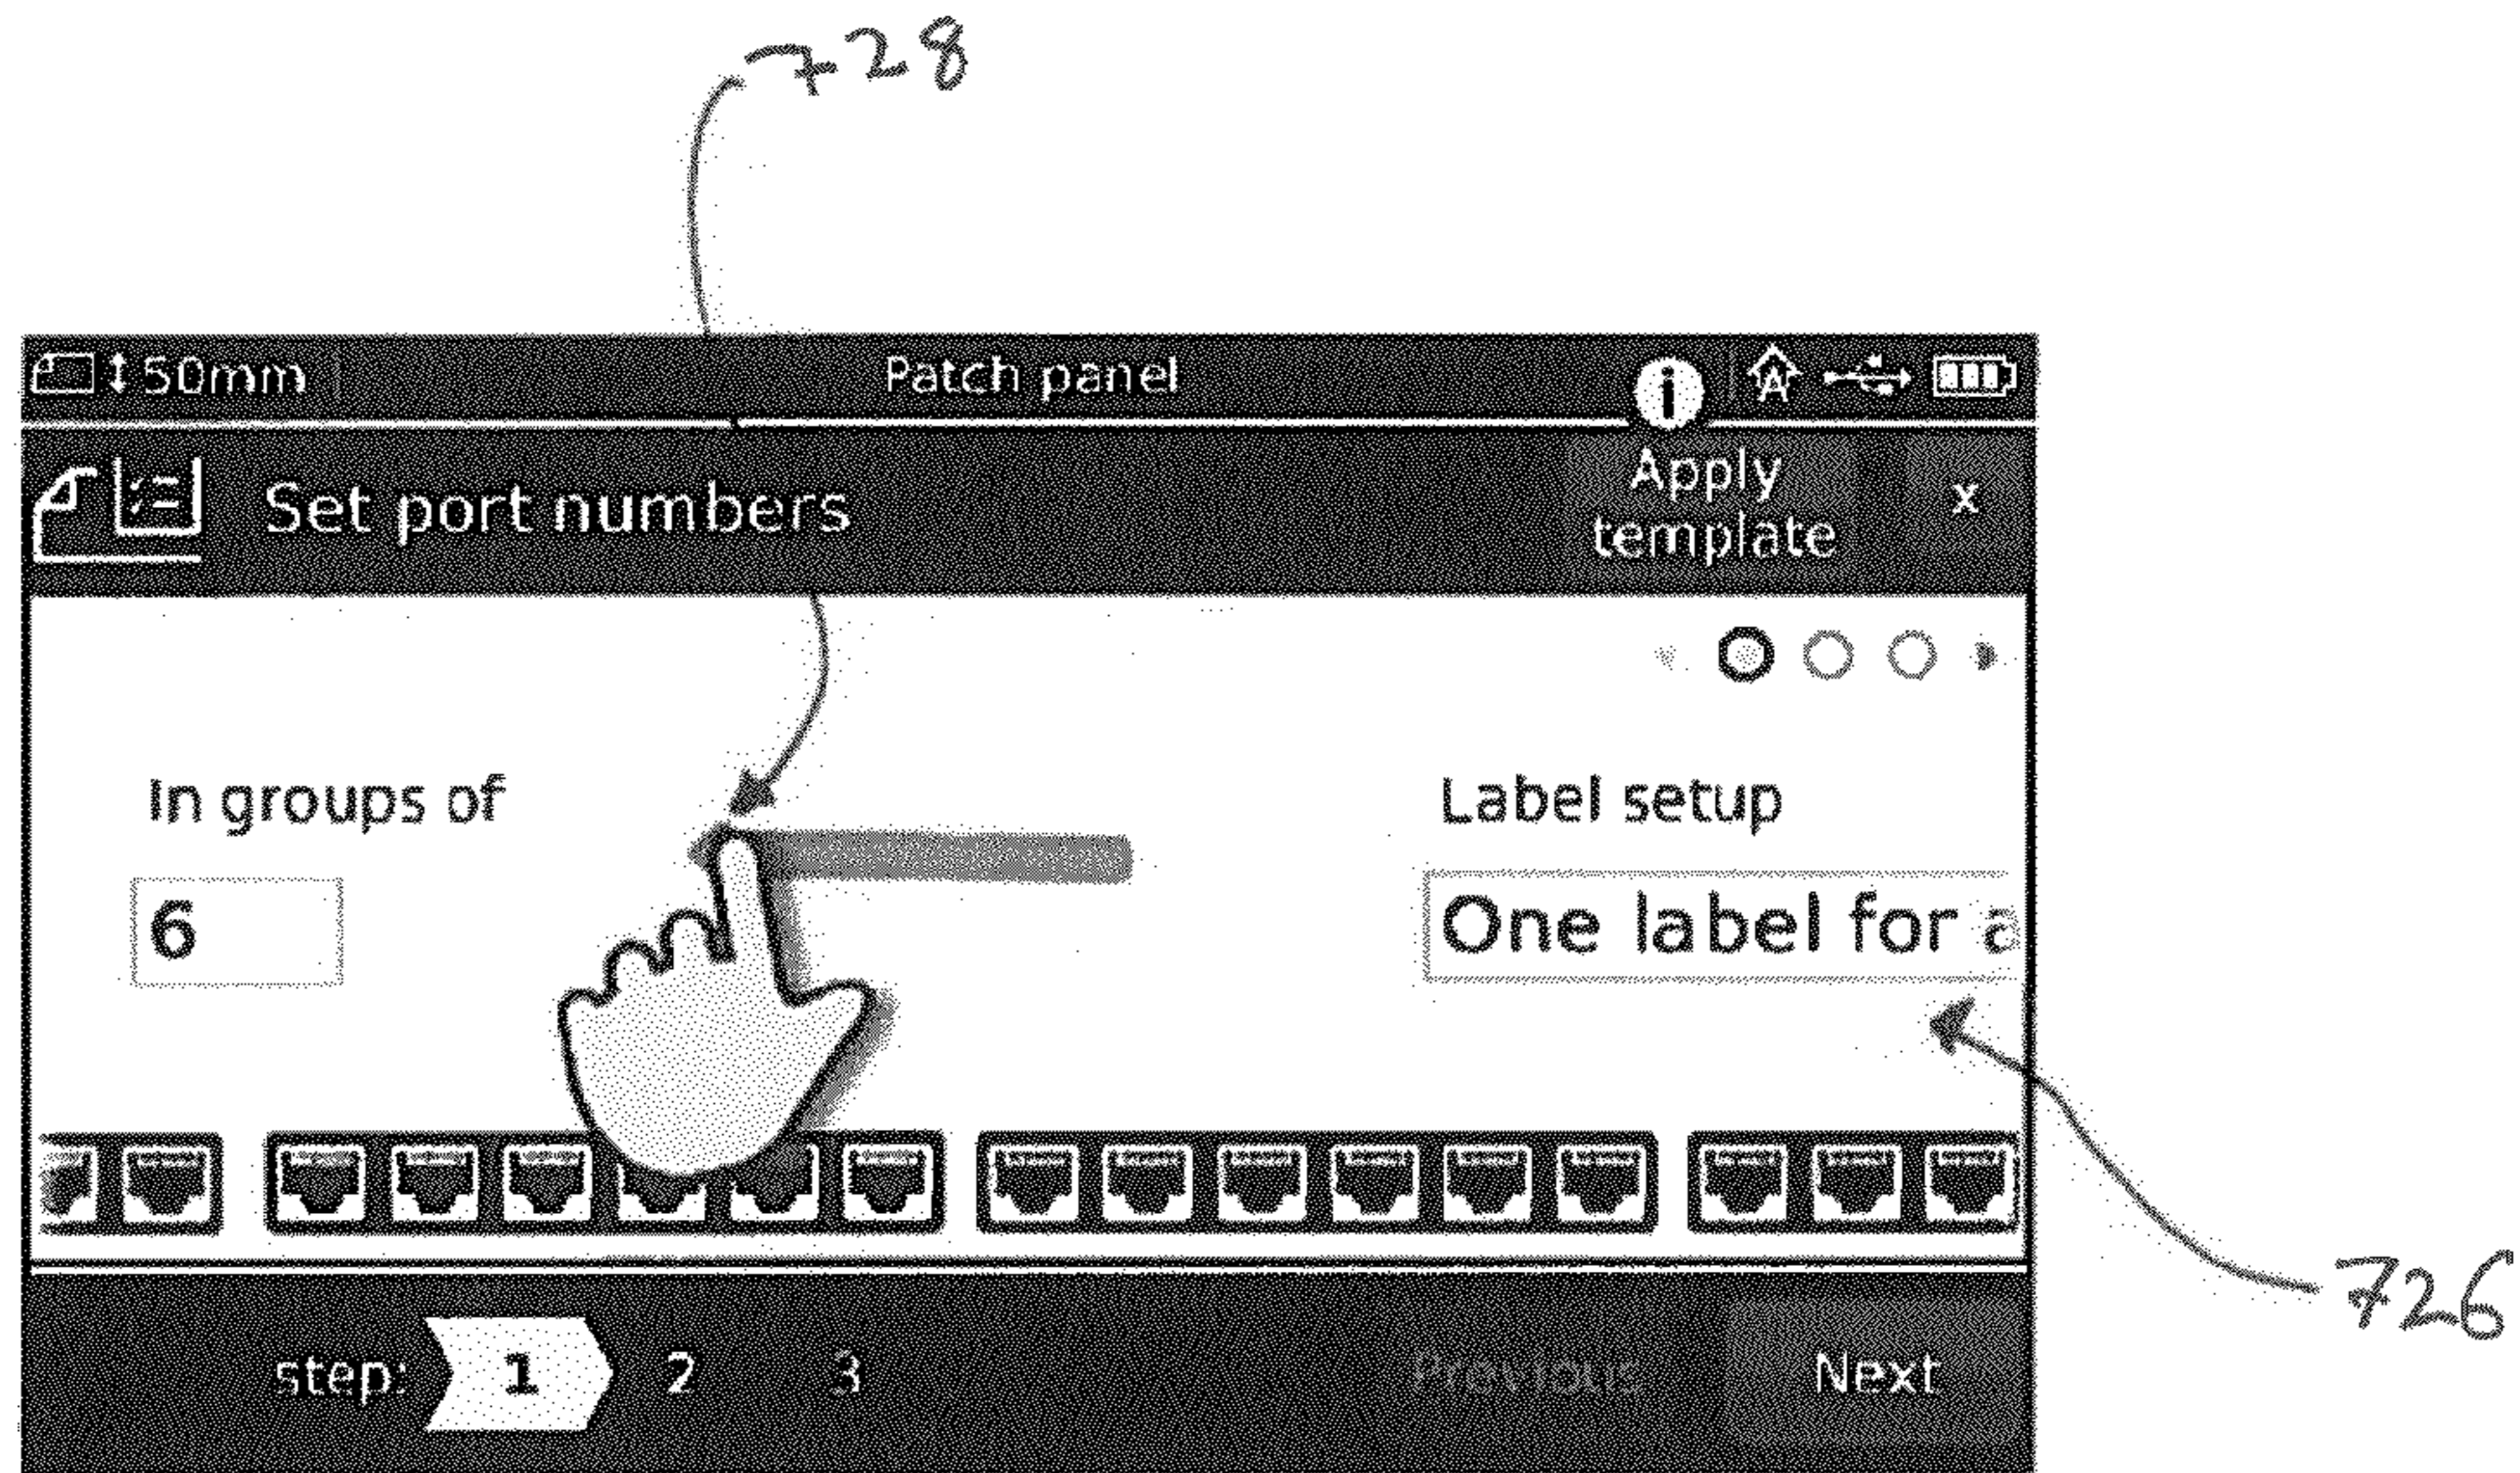 728
50mm
Patch panel
i
A
Set port numbers
Apply
template
x
In groups of
6
Label setup
One label for a
726
step: 1 2 3
Previous
Next